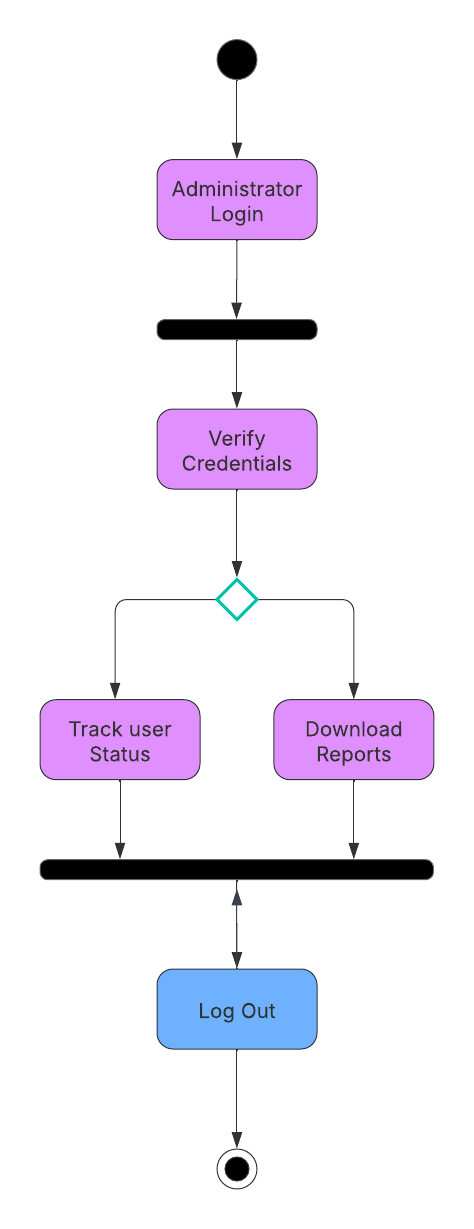 Administrator
Login
Verify
Credentials
Track user
Status
Download
Reports
Log Out